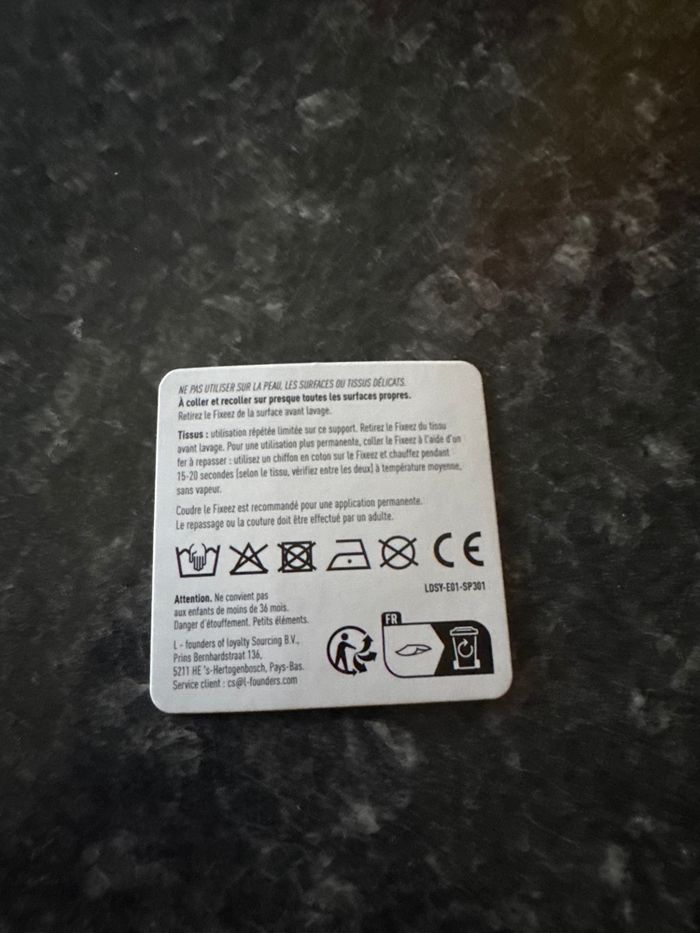 NE PAS UTILISER SUR LA PEAU, LES SURFACES OU TISSUS DÉLICATS.
À coller et recoller sur presque toutes les surfaces propres.
Retirez le Fixeez de la surface avant lavage.
Tissus : utilisation répétée limitée sur ce support. Retirez le Fixeez du tissu
avant lavage. Pour une utilisation plus permanente, coller le Fixeez à l'aide d'un
fer à repasser : utilisez un chiffon en coton sur le Fixeez et chauffez pendant
15-20 secondes (selon le tissu, vérifiez entre les deux) à température moyenne,
sans vapeur.
Coudre le Fixeez est recommandé pour une application permanente.
Le repassage ou la couture doit être effectué par un adulte.
CE
LDSY-E01-SP301
Attention. Ne convient pas
aux enfants de moins de 36 mois.
Danger d'étouffement. Petits éléments.
L - founders of loyalty Sourcing B.V.,
Prins Bernhardstraat 136,
5211 HE 's-Hertogenbosch, Pays-Bas.
Service client : cs@l-founders.com
FR